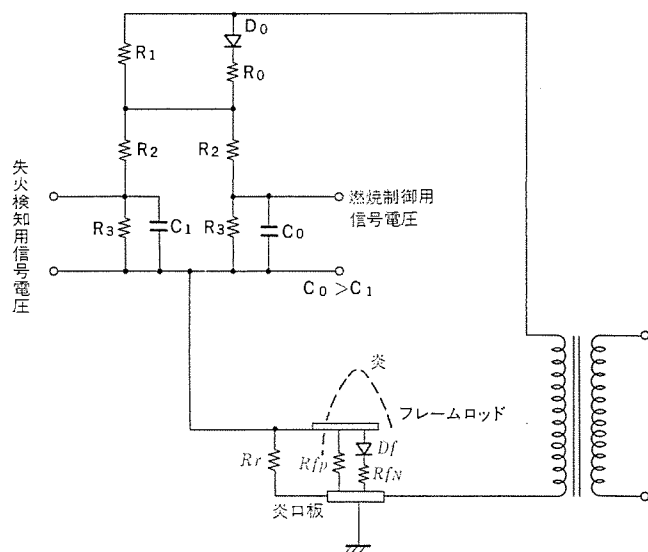 D₀
R₁
R₀
R₂
R₂
失火検知用信号電圧
燃焼制御用
信号電圧
R₃
C₁
R₃
C₀
C₀>C₁
炎
フレームロッド
Rr
Rfp
Df
RfN
炎口板